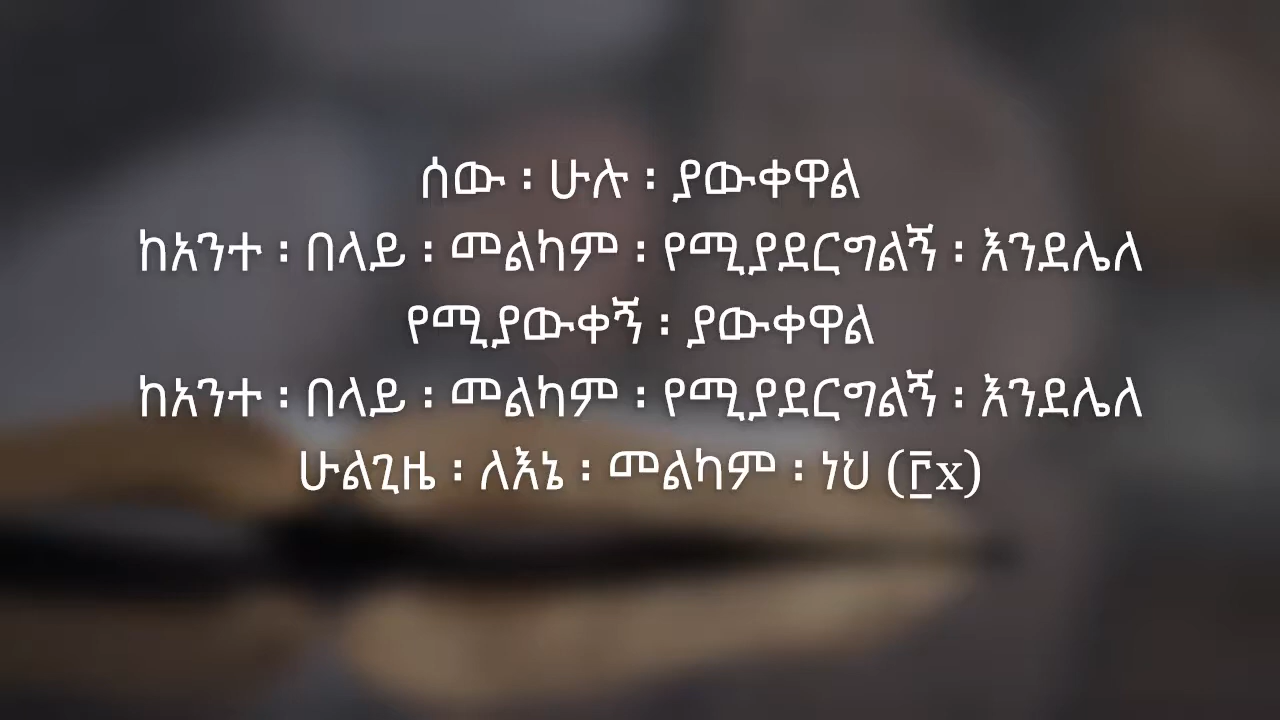 ሰው ፡ ሁሉ ፡ ያውቀዋል
ከአንተ ፡ በላይ ፡ መልካም ፡ የሚያደርግልኝ ፡ እንደሌለ
የሚያውቀኝ ፡ ያውቀዋል
ከአንተ ፡ በላይ ፡ መልካም ፡ የሚያደርግልኝ ፡ እንደሌለ
ሁልጊዜ ፡ ለእኔ ፡ መልካም ፡ ነህ (፫x)